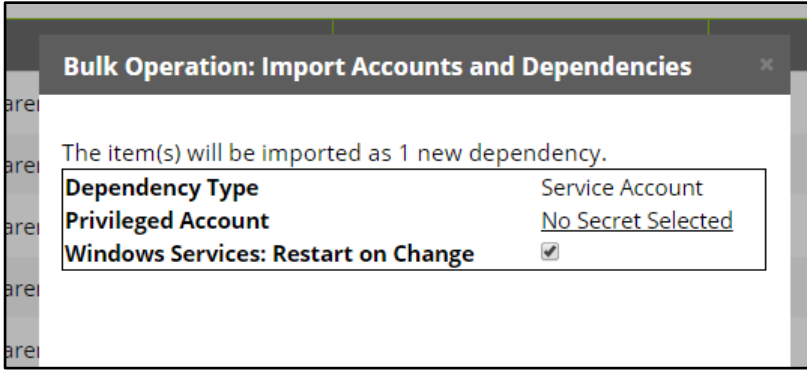 Bulk Operation: Import Accounts and Dependencies ×
The item(s) will be imported as 1 new dependency.
Dependency Type Service Account
Privileged Account No Secret Selected
Windows Services: Restart on Change